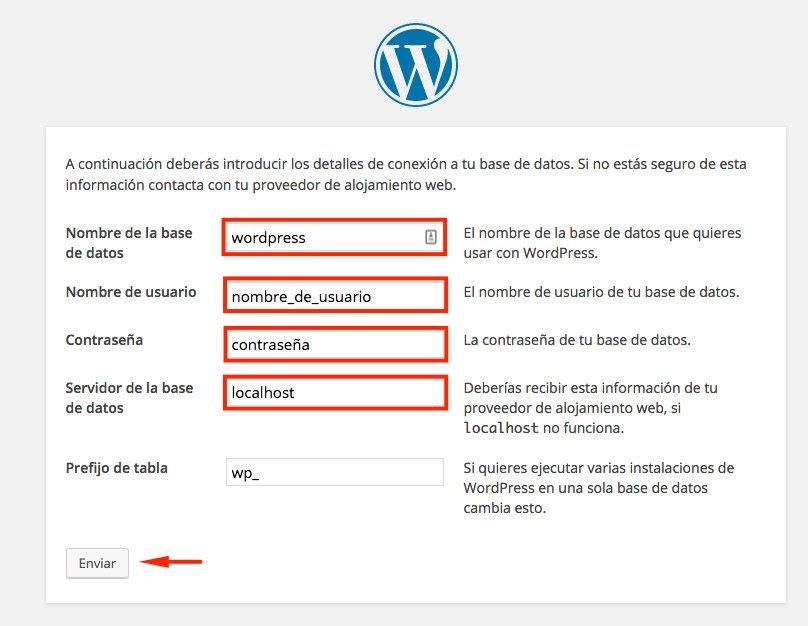 A continuación deberás introducir los detalles de conexión a tu base de datos. Si no estás seguro de esta
información contacta con tu proveedor de alojamiento web.
Nombre de la base
de datos
wordpress
El nombre de la base de datos que quieres
usar con WordPress.
Nombre de usuario
nombre_de_usuario
El nombre de usuario de tu base de datos.
Contraseña
contraseña
La contraseña de tu base de datos.
Servidor de la base
de datos
localhost
Deberías recibir esta información de tu
proveedor de alojamiento web, si
localhost no funciona.
Prefijo de tabla
wp_
Si quieres ejecutar varias instalaciones de
WordPress en una sola base de datos
cambia esto.
Enviar